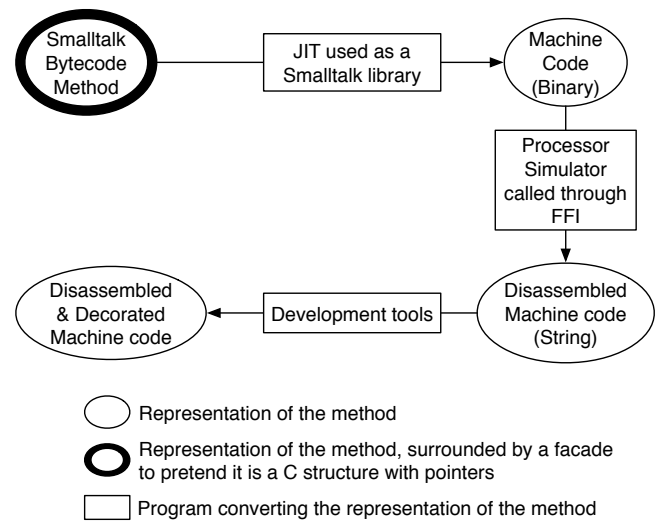 Smalltalk
Bytecode
Method
JIT used as a
Smalltalk library
Machine
Code
(Binary)
Processor
Simulator
called through
FFI
Disassembled
& Decorated
Machine code
Development tools
Disassembled
Machine code
(String)
Representation of the method
Representation of the method, surrounded by a facade
to pretend it is a C structure with pointers
Program converting the representation of the method